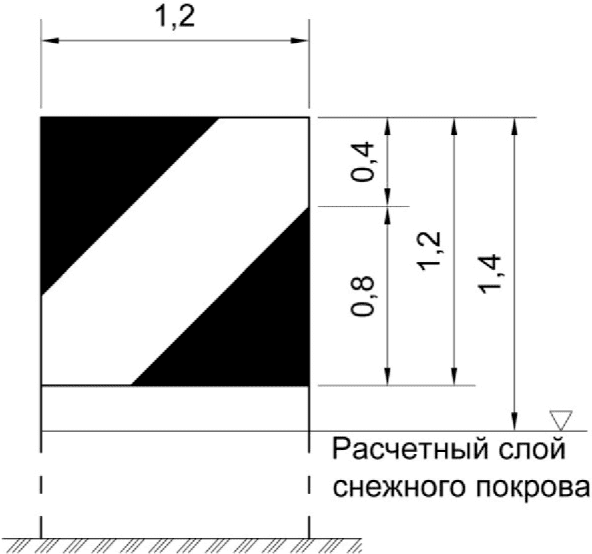 1,2
0,4
0,8
1,2
1,4
Расчетный слой
снежного покрова